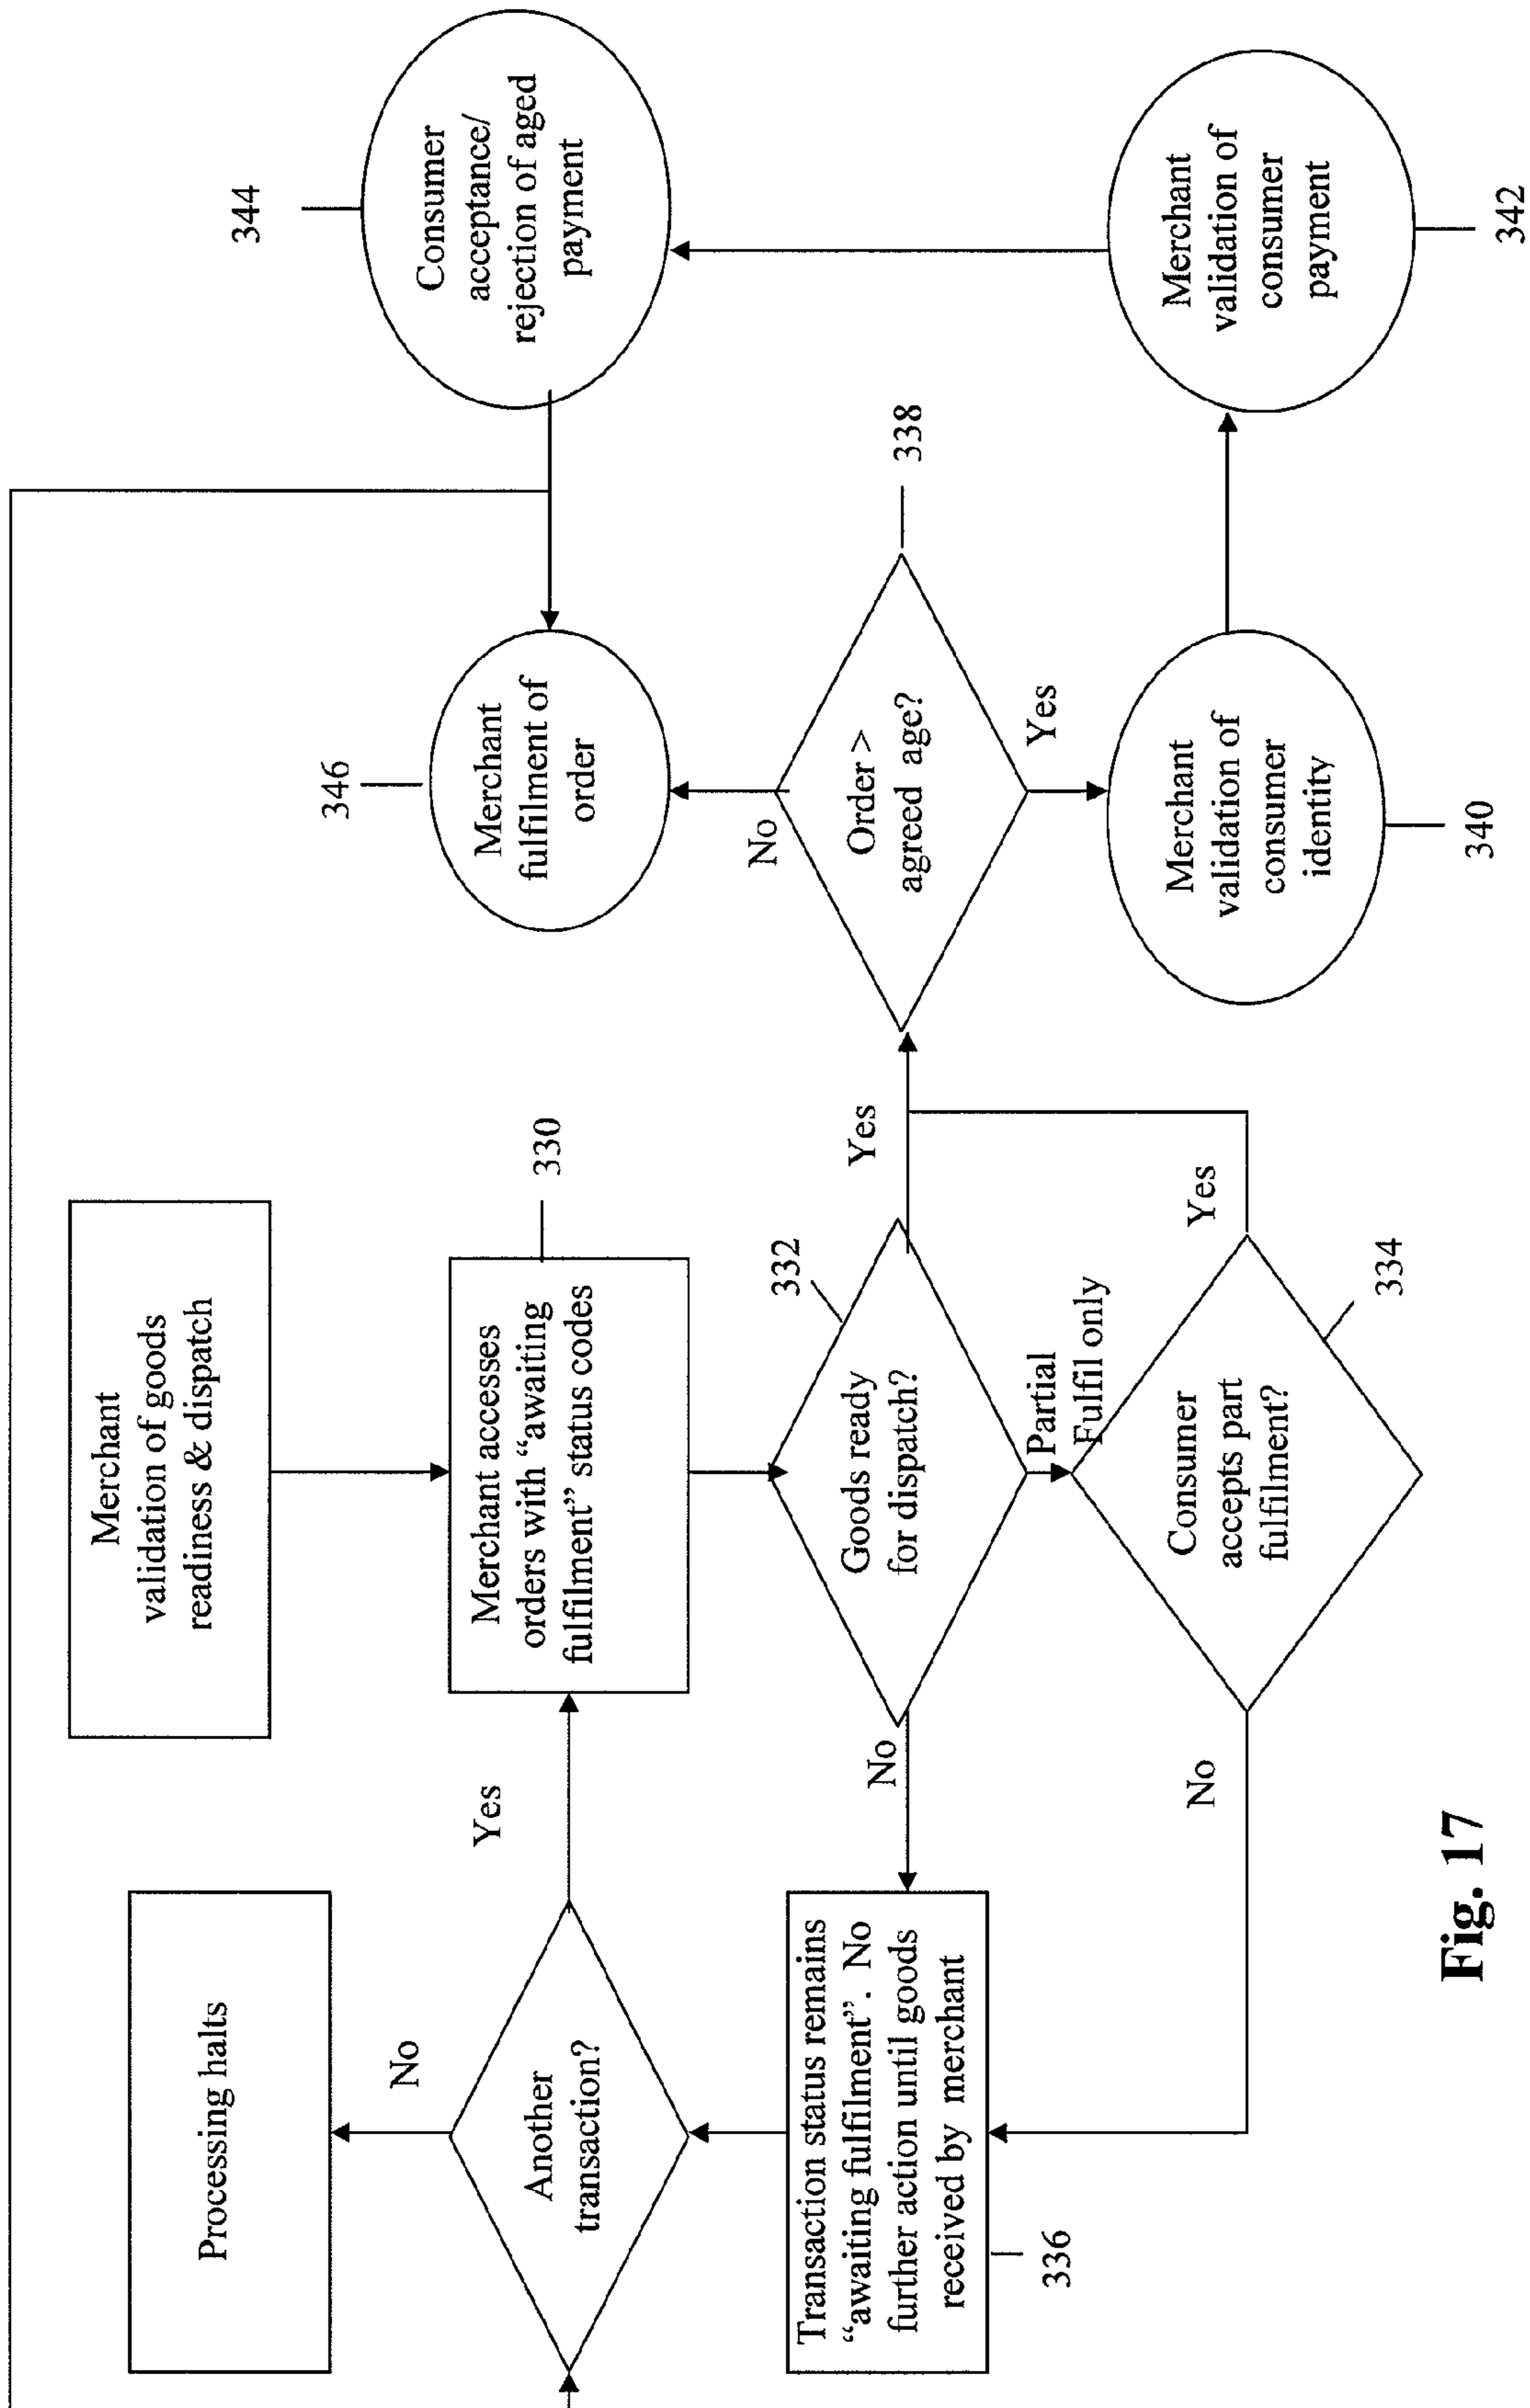 Merchant
validation of goods
readiness & dispatch
Processing halts
No
Another
transaction?
Yes
Merchant accesses
orders with “awaiting
fulfilment” status codes
330
346
Merchant
fulfilment of
order
344
Consumer
acceptance/
rejection of aged
payment
Transaction status remains
“awaiting fulfilment”. No
further action until goods
received by merchant
336
No
Goods ready
for dispatch?
332
Yes
No
Order >
agreed age?
338
Yes
Partial
Fulfil only
No
Consumer
accepts part
fulfilment?
Yes
334
Merchant
validation of
consumer
identity
340
Merchant
validation of
consumer
payment
342
Fig. 17